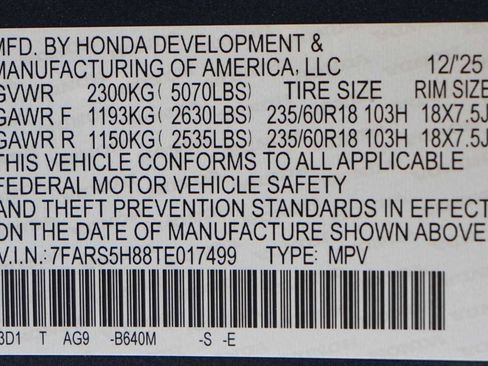 MFD. BY HONDA DEVELOPMENT &
MANUFACTURING OF AMERICA, LLC 12/'25
GVWR 2300KG ( 5070LBS) TIRE SIZE RIM SIZE
GAWR F 1193KG ( 2630LBS) 235/60R18 103H 18X7.5J
GAWR R 1150KG ( 2535LBS) 235/60R18 103H 18X7.5J
THIS VEHICLE CONFORMS TO ALL APPLICABLE
FEDERAL MOTOR VEHICLE SAFETY
AND THEFT PREVENTION STANDARDS IN EFFECT
ON THE DATE OF MANUFACTURE SHOWN ABOVE.
V.I.N.: 7FARS5H88TE017499 TYPE: MPV
3D1 T AG9 -B640M -S -E